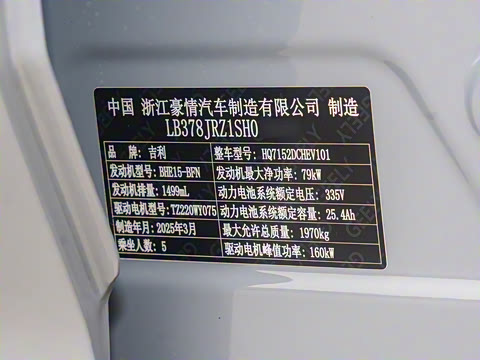 中国 浙江豪情汽车制造有限公司 制造
LB378JRZ1SH0
品牌：吉利 整车型号：HQ7152DCHEV101
发动机型号：BHE15-BFN 发动机最大净功率：79kW
发动机排量：1499mL 动力电池系统额定电压：335V
驱动电机型号：TZ220WY075 动力电池系统额定容量：25.4Ah
制造年月：2025年3月 最大允许总质量：1970kg
乘坐人数：5 驱动电机峰值功率：160kW